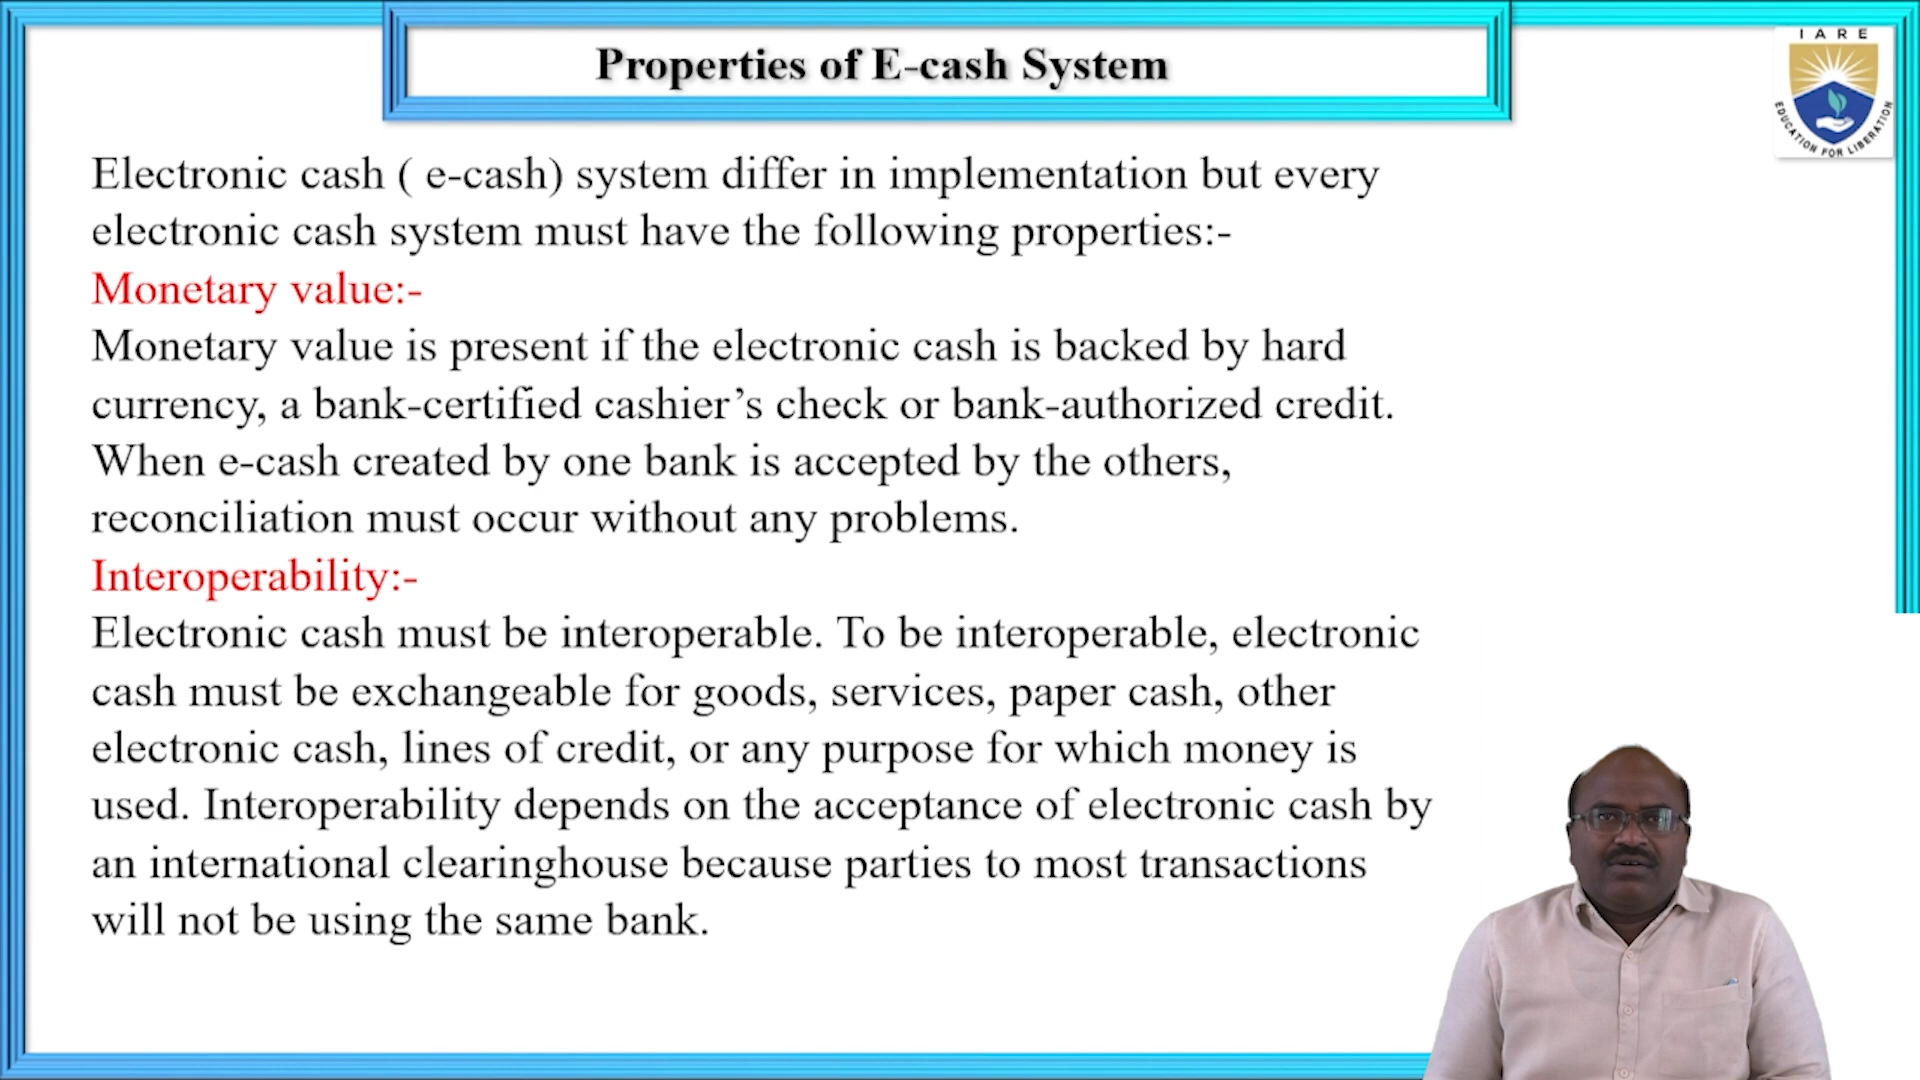 Properties of E-cash System
I A R E
EDUCATION FOR LIBERATION
Electronic cash ( e-cash) system differ in implementation but every
electronic cash system must have the following properties:-
Monetary value:-
Monetary value is present if the electronic cash is backed by hard
currency, a bank-certified cashier’s check or bank-authorized credit.
When e-cash created by one bank is accepted by the others,
reconciliation must occur without any problems.
Interoperability:-
Electronic cash must be interoperable. To be interoperable, electronic
cash must be exchangeable for goods, services, paper cash, other
electronic cash, lines of credit, or any purpose for which money is
used. Interoperability depends on the acceptance of electronic cash by
an international clearinghouse because parties to most transactions
will not be using the same bank.